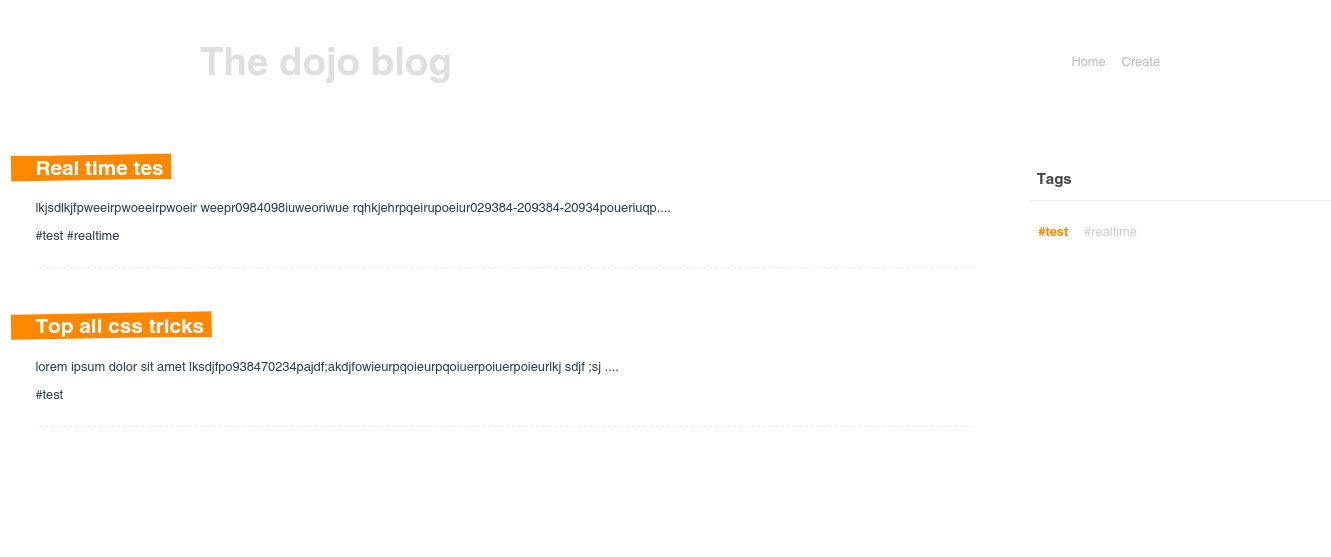 The dojo blog
Home Create
Real time tes
lkjsdlkjfpweeirpwoeeirpwoeir weepr0984098iuweoriwue rqhkjehrpqeirupoeiur029384-209384-20934poueriuqp....
#test #realtime
Top all css tricks
lorem ipsum dolor sit amet lksdjfpo938470234pajdf;akdjfowieurpqoieurpqoiuerpoiuerpoieurlkj sdjf ;sj ....
#test
Tags
#test #realtime